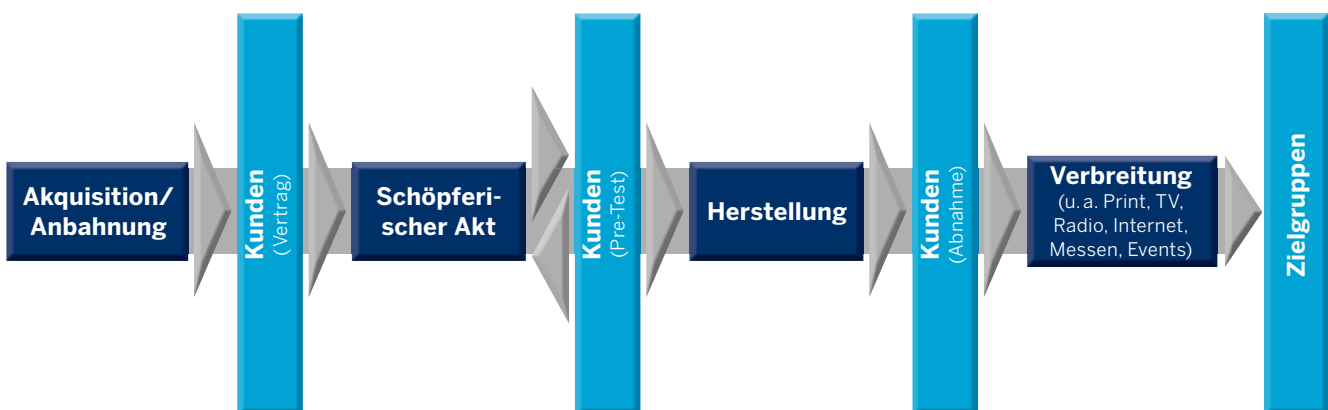 Akquisition/
Anbahnung
Kunden
(Vertrag)
Schöpferi-
scher Akt
Kunden
(Pre-Test)
Herstellung
Kunden
(Abnahme)
Verbreitung
(u. a. Print, TV,
Radio, Internet,
Messen, Events)
Zielgruppen